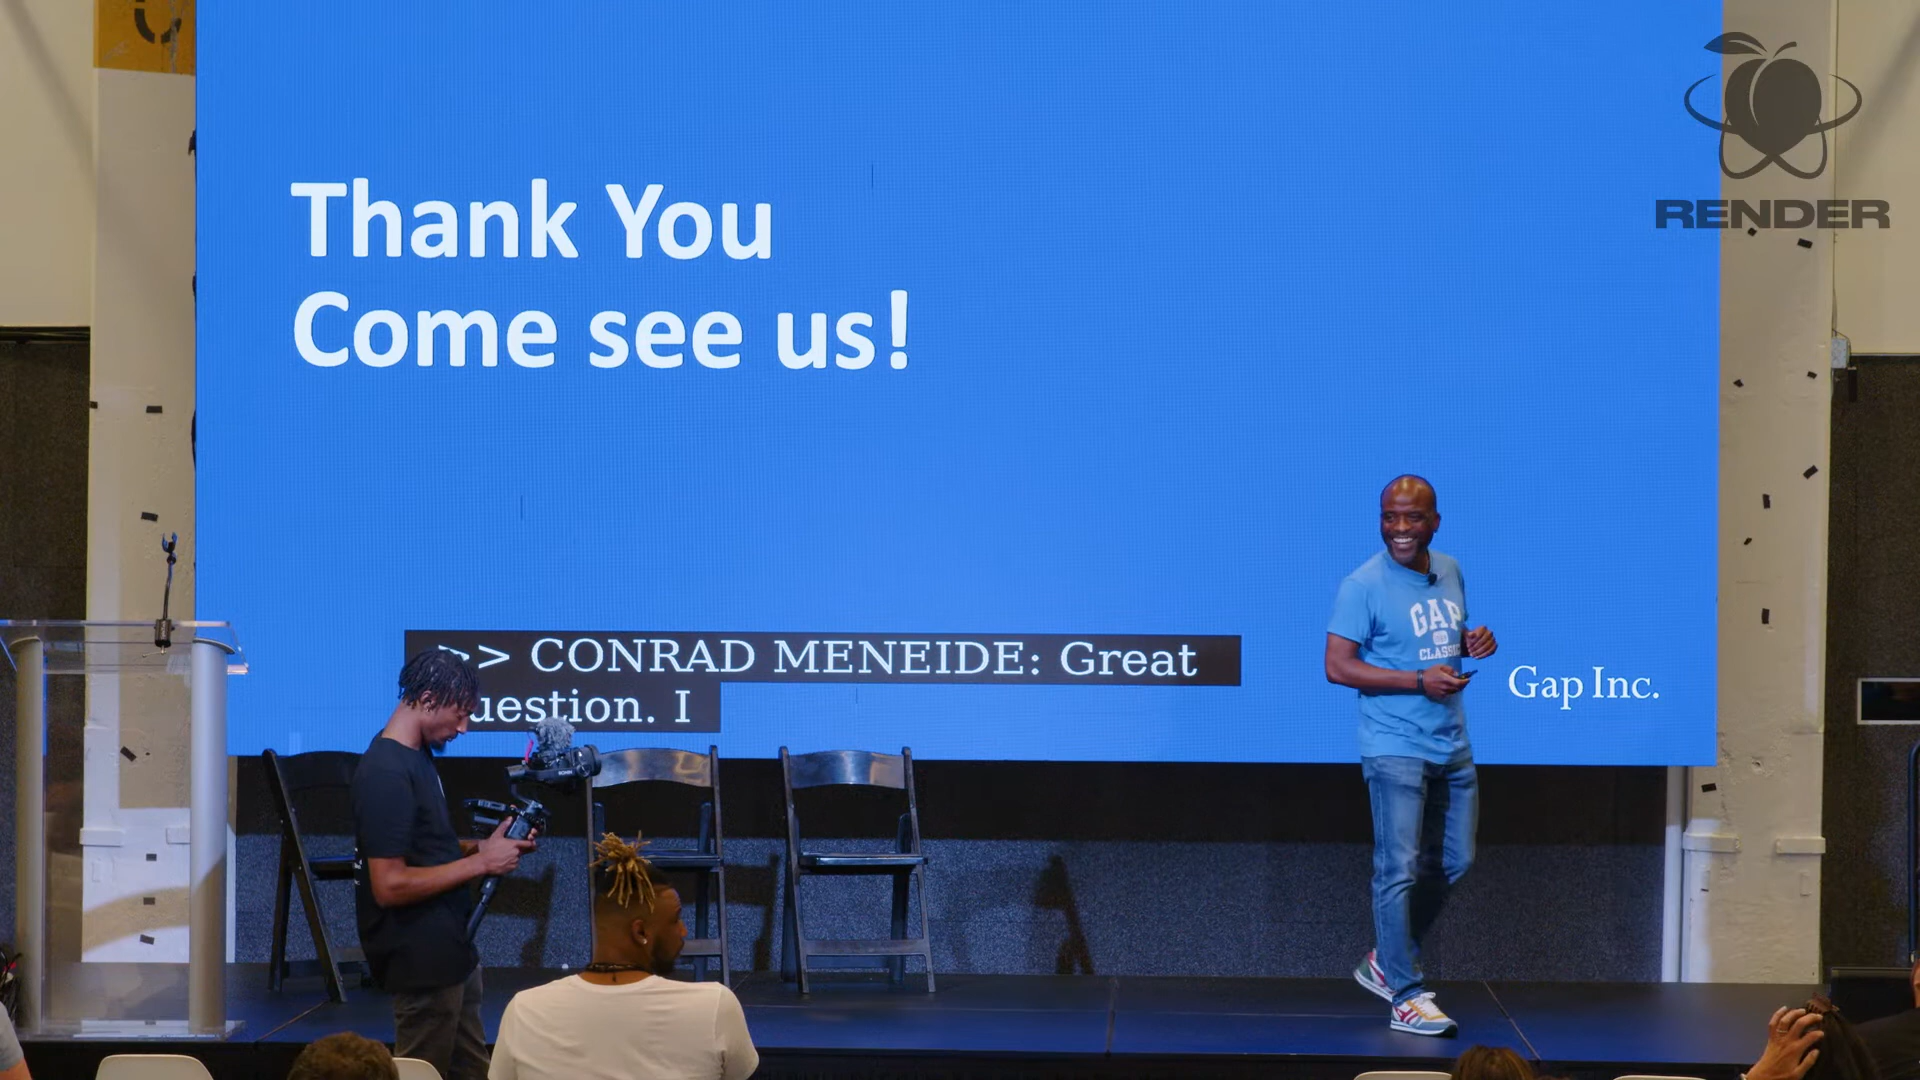 RENDER
Thank You
Come see us!
>> CONRAD MENEIDE: Great
uestion. I
GAP
CLASSIC
Gap Inc.